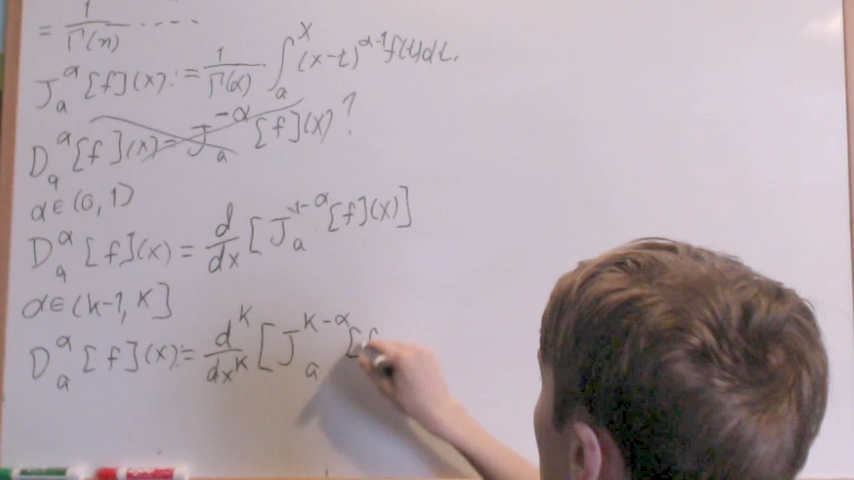 = 1/Γ(n) ....
J_a^α [f](x) := 1/Γ(α) · ∫_a^x (x-t)^{α-1} f(t)dt.
D_a^α [f](x) = J_a^{-α} [f](x)?
α∈(0,1)
D_a^α [f](x) = d/dx [J_a^{1-α} [f](x)]
α∈(k-1, k]
D_a^α [f](x) := d^k/dx^k [J_a^{k-α} [f